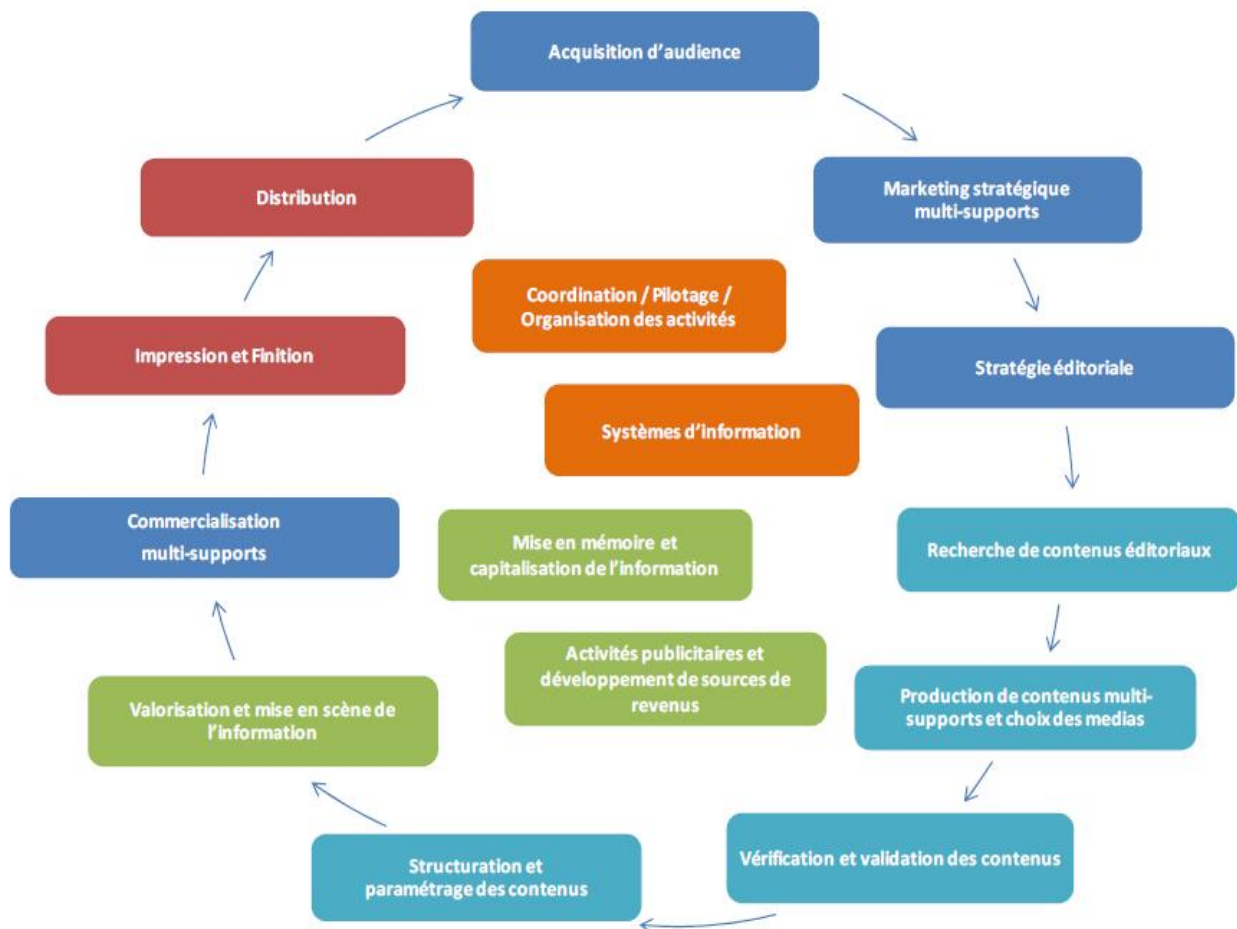 Acquisition d’audience
Marketing stratégique
multi-supports
Stratégie éditoriale
Recherche de contenus éditoriaux
Production de contenus multi-
supports et choix des medias
Vérification et validation des contenus
Structuration et
paramétrage des contenus
Valorisation et mise en scène de
l’information
Commercialisation
multi-supports
Impression et Finition
Distribution
Coordination / Pilotage /
Organisation des activités
Systèmes d’information
Mise en mémoire et
capitalisation de l’information
Activités publicitaires et
développement de sources de
revenus